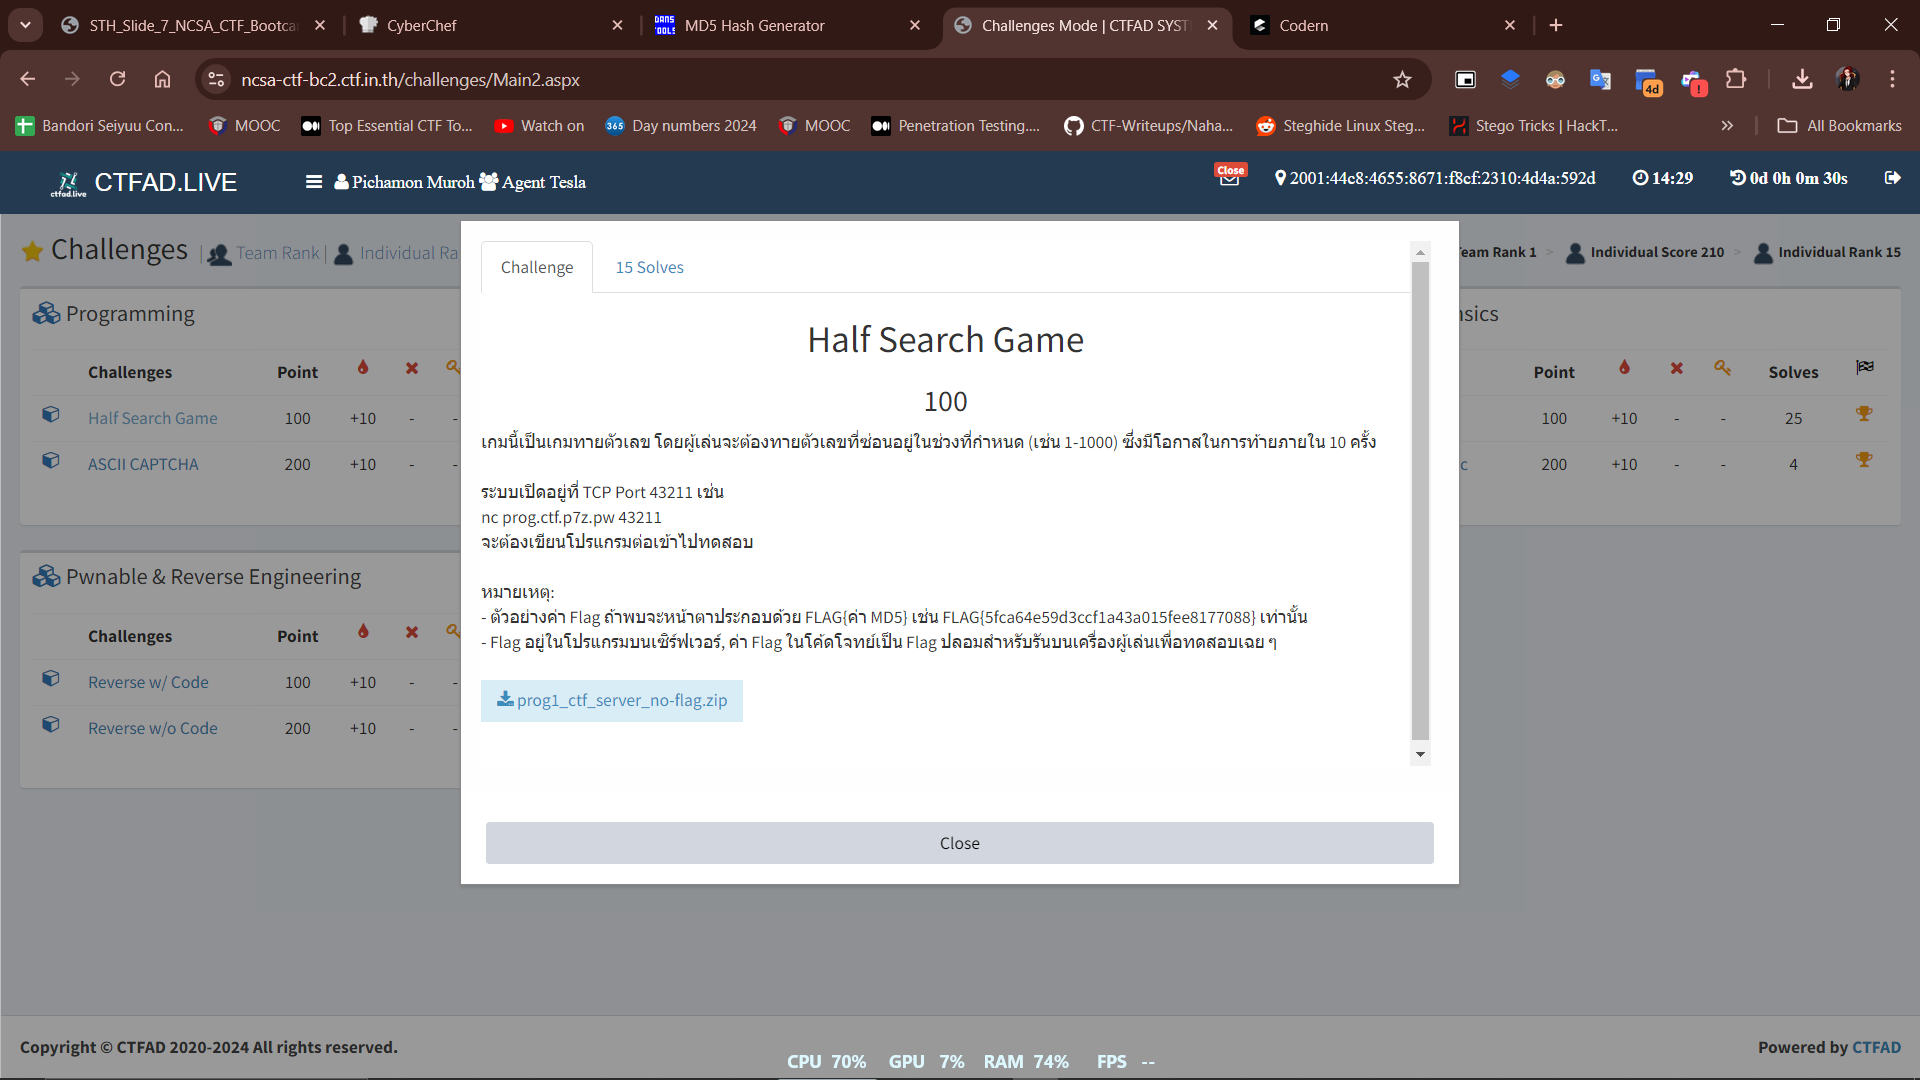 STH_Slide_7_NCSA_CTF_Bootca
CyberChef
DANS TOOLS
MD5 Hash Generator
Challenges Mode | CTFAD SYST
Codern
ncsa-ctf-bc2.ctf.in.th/challenges/Main2.aspx
4d
!
Bandori Seiyuu Con...
MOOC
Top Essential CTF To...
Watch on
365
Day numbers 2024
MOOC
Penetration Testing....
CTF-Writeups/Naha...
Steghide Linux Steg...
Stego Tricks | HackT...
All Bookmarks
ctfad.live
CTFAD.LIVE
Pichamon Muroh
Agent Tesla
Close
2001:44c8:4655:8671:f8cf:2310:4d4a:592d
14:29
0d 0h 0m 30s
Challenges
| Team Rank | Individual Ra
Team Rank 1 > Individual Score 210 > Individual Rank 15
Programming
Challenges Point
Half Search Game 100 +10 - -
ASCII CAPTCHA 200 +10 - -
Pwnable & Reverse Engineering
Challenges Point
Reverse w/ Code 100 +10 - -
Reverse w/o Code 200 +10 - -
Challenge
15 Solves
Half Search Game
100
เกมนี้เป็นเกมทายตัวเลข โดยผู้เล่นจะต้องทายตัวเลขที่ซ่อนอยู่ในช่วงที่กำหนด (เช่น 1-1000) ซึ่งมีโอกาสในการท้ายภายใน 10 ครั้ง
ระบบเปิดอยู่ที่ TCP Port 43211 เช่น
nc prog.ctf.p7z.pw 43211
จะต้องเขียนโปรแกรมต่อเข้าไปทดสอบ
หมายเหตุ:
- ตัวอย่างค่า Flag ถ้าพบจะหน้าตาประกอบด้วย FLAG{ค่า MD5} เช่น FLAG{5fca64e59d3ccf1a43a015fee8177088} เท่านั้น
- Flag อยู่ในโปรแกรมบนเซิร์ฟเวอร์, ค่า Flag ในโค้ดโจทย์เป็น Flag ปลอมสำหรับรันบนเครื่องผู้เล่นเพื่อทดสอบเฉย ๆ
prog1_ctf_server_no-flag.zip
Close
nsics
Point Solves
100 +10 - - 25
c 200 +10 - - 4
Copyright © CTFAD 2020-2024 All rights reserved.
Powered by CTFAD
CPU 70% GPU 7% RAM 74% FPS --